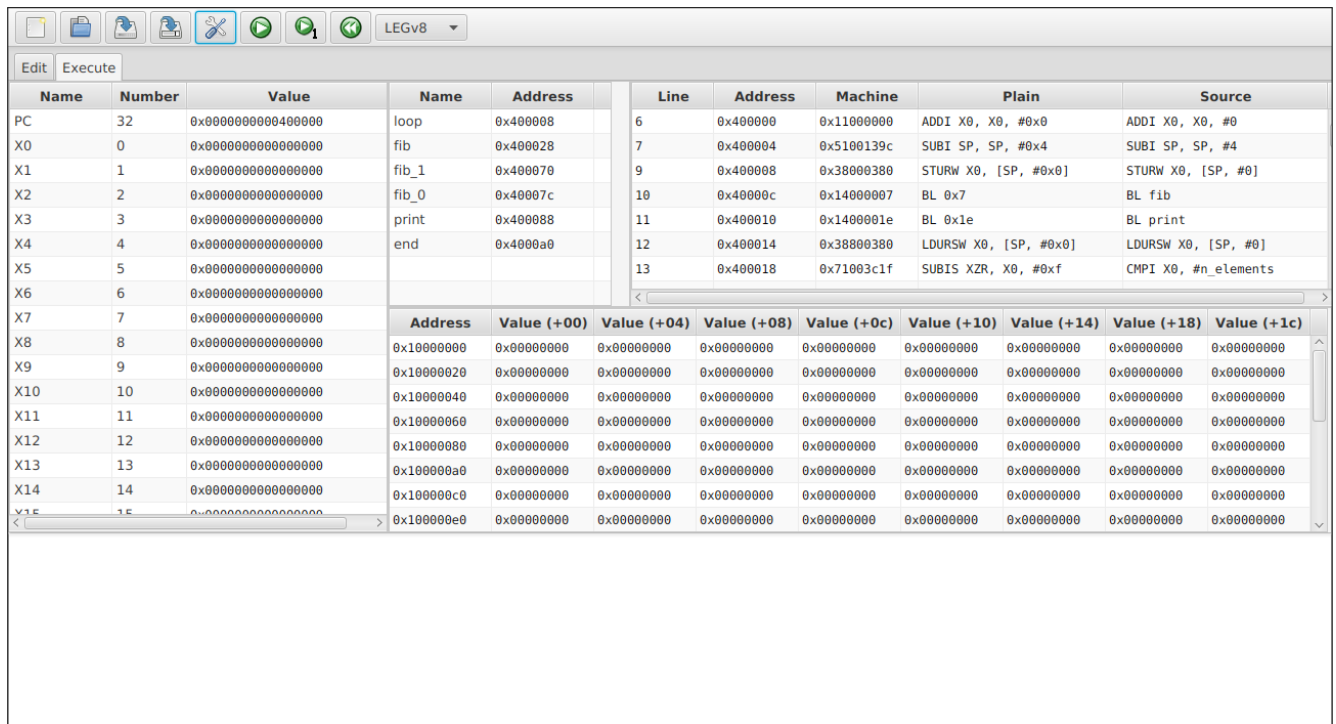 LEGv8
Edit Execute
Name Number Value
PC 32 0x0000000000400000
X0 0 0x0000000000000000
X1 1 0x0000000000000000
X2 2 0x0000000000000000
X3 3 0x0000000000000000
X4 4 0x0000000000000000
X5 5 0x0000000000000000
X6 6 0x0000000000000000
X7 7 0x0000000000000000
X8 8 0x0000000000000000
X9 9 0x0000000000000000
X10 10 0x0000000000000000
X11 11 0x0000000000000000
X12 12 0x0000000000000000
X13 13 0x0000000000000000
X14 14 0x0000000000000000
X15 15 0x0000000000000000
Name Address
loop 0x400008
fib 0x400028
fib_1 0x400070
fib_0 0x40007c
print 0x400088
end 0x4000a0
Line Address Machine Plain Source
6 0x400000 0x11000000 ADDI X0, X0, #0x0 ADDI X0, X0, #0
7 0x400004 0x5100139c SUBI SP, SP, #0x4 SUBI SP, SP, #4
9 0x400008 0x38000380 STURW X0, [SP, #0x0] STURW X0, [SP, #0]
10 0x40000c 0x14000007 BL 0x7 BL fib
11 0x400010 0x1400001e BL 0x1e BL print
12 0x400014 0x38800380 LDURSW X0, [SP, #0x0] LDURSW X0, [SP, #0]
13 0x400018 0x71003c1f SUBIS XZR, X0, #0xf CMPI X0, #n_elements
Address Value (+00) Value (+04) Value (+08) Value (+0c) Value (+10) Value (+14) Value (+18) Value (+1c)
0x10000000 0x00000000 0x00000000 0x00000000 0x00000000 0x00000000 0x00000000 0x00000000 0x00000000
0x10000020 0x00000000 0x00000000 0x00000000 0x00000000 0x00000000 0x00000000 0x00000000 0x00000000
0x10000040 0x00000000 0x00000000 0x00000000 0x00000000 0x00000000 0x00000000 0x00000000 0x00000000
0x10000060 0x00000000 0x00000000 0x00000000 0x00000000 0x00000000 0x00000000 0x00000000 0x00000000
0x10000080 0x00000000 0x00000000 0x00000000 0x00000000 0x00000000 0x00000000 0x00000000 0x00000000
0x100000a0 0x00000000 0x00000000 0x00000000 0x00000000 0x00000000 0x00000000 0x00000000 0x00000000
0x100000c0 0x00000000 0x00000000 0x00000000 0x00000000 0x00000000 0x00000000 0x00000000 0x00000000
0x100000e0 0x00000000 0x00000000 0x00000000 0x00000000 0x00000000 0x00000000 0x00000000 0x00000000